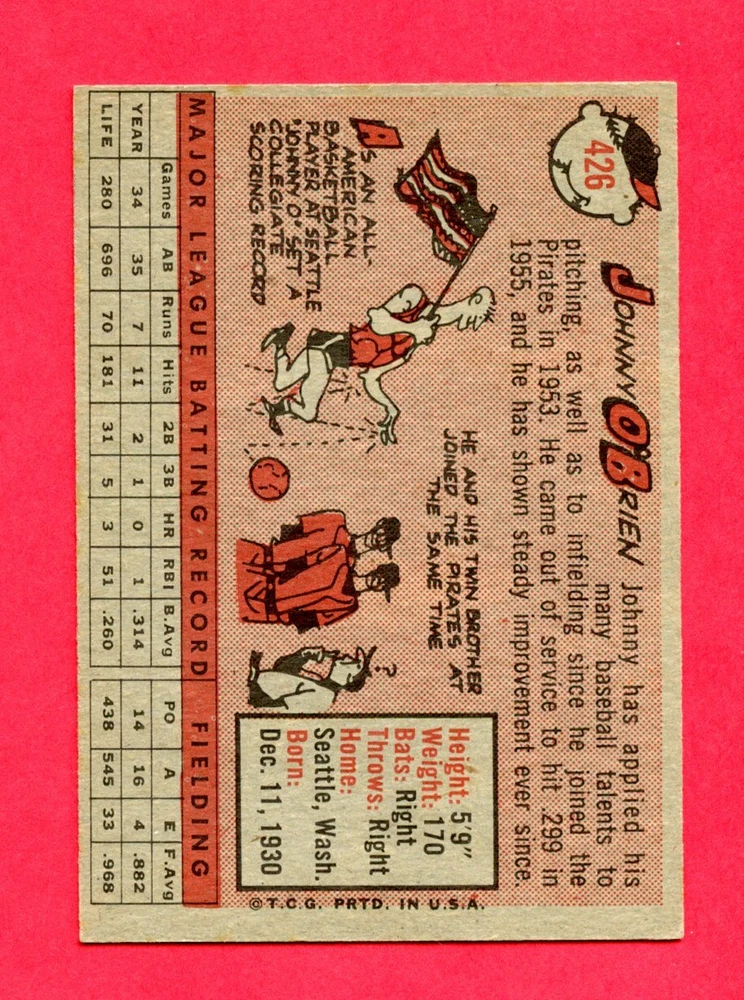 426
JOHNNY O'BRIEN Johnny has applied his
many baseball talents to
pitching as well as to infielding since he joined the
Pirates in 1953. He came out of service to hit .299 in
1955, and he has shown steady improvement ever since.
AS AN ALL-
AMERICAN
BASKETBALL
PLAYER AT SEATTLE
"JOHNNY O" SET A
COLLEGIATE
SCORING RECORD
HE AND HIS TWIN BROTHER
JOINED THE PIRATES AT
THE SAME TIME
?
Height: 5'9"
Weight: 170
Bats: Right
Throws: Right
Home:
Seattle, Wash.
Born:
Dec. 11, 1930
©T.C.G. PRTD. IN U.S.A.
MAJOR LEAGUE BATTING RECORD FIELDING
Games AB Runs Hits 2B 3B HR RBI B.Avg PO A E F.Avg
YEAR 34 35 7 11 2 1 0 1 .314 14 16 4 .882
LIFE 280 696 70 181 31 5 3 51 .260 438 545 33 .968